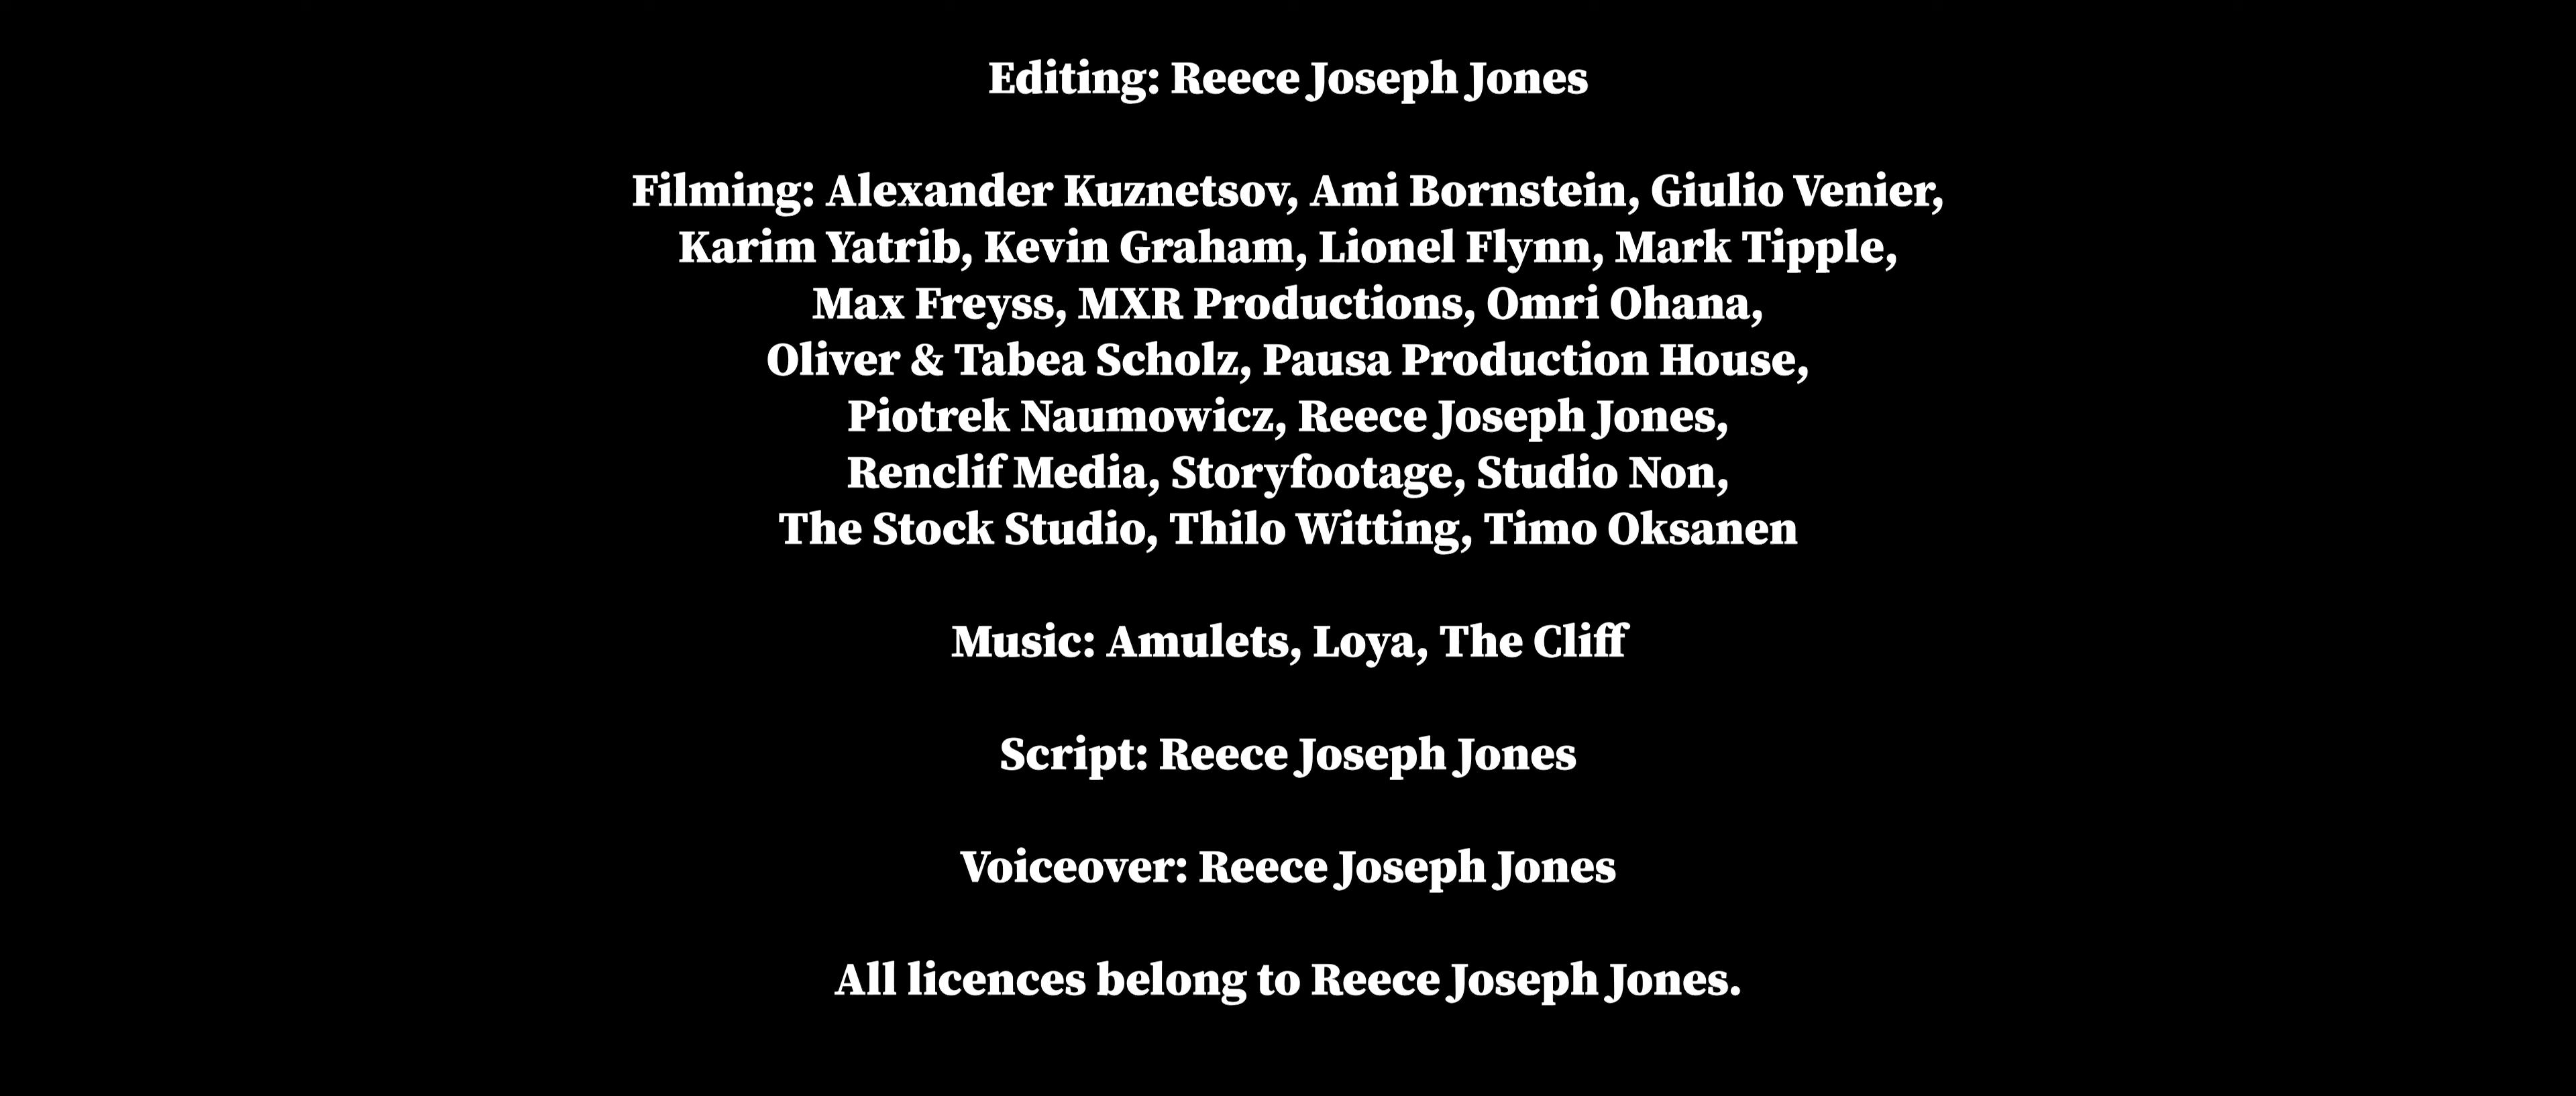 Editing: Reece Joseph Jones
Filming: Alexander Kuznetsov, Ami Bornstein, Giulio Venier,
Karim Yatrib, Kevin Graham, Lionel Flynn, Mark Tipple,
Max Freyss, MXR Productions, Omri Ohana,
Oliver & Tabea Scholz, Pausa Production House,
Piotrek Naumowicz, Reece Joseph Jones,
Renclif Media, Storyfootage, Studio Non,
The Stock Studio, Thilo Witting, Timo Oksanen
Music: Amulets, Loya, The Cliff
Script: Reece Joseph Jones
Voiceover: Reece Joseph Jones
All licences belong to Reece Joseph Jones.